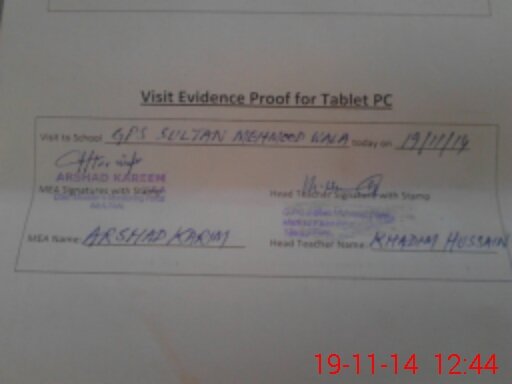 Visit Evidence Proof for Tablet PC
Visit to School GPS SULTAN MEHMOOD WALA today on 19/11/14
ARSHAD KAREEM
MEA Signatures with Stamp
Head Teacher Signature with Stamp
MEA Name: ARSHAD KARIM
Head Teacher Name: KHADIM HUSSAIN
19-11-14 12:44